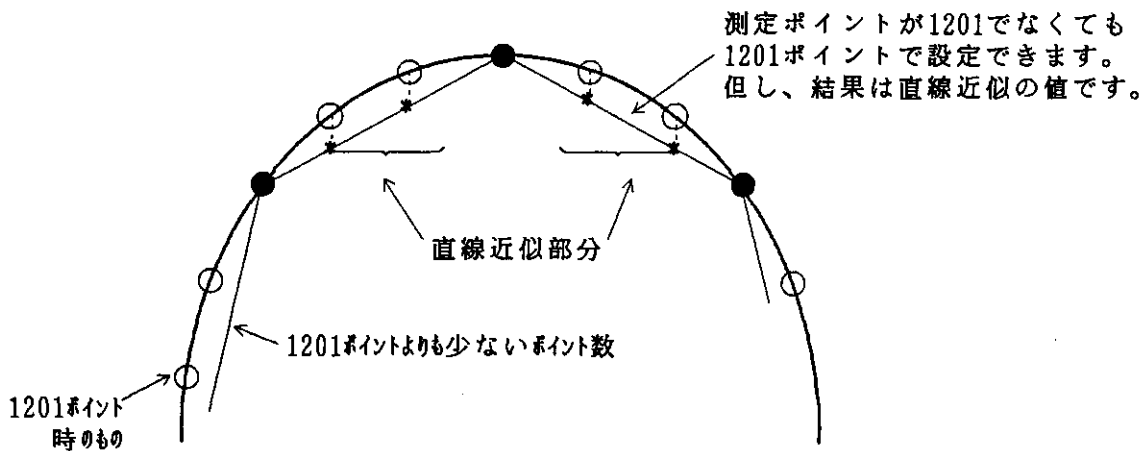 測定ポイントが1201でなくても
1201ポイントで設定できます。
但し、結果は直線近似の値です。
直線近似部分
1201ポイントよりも少ないポイント数
1201ポイント
時のもの